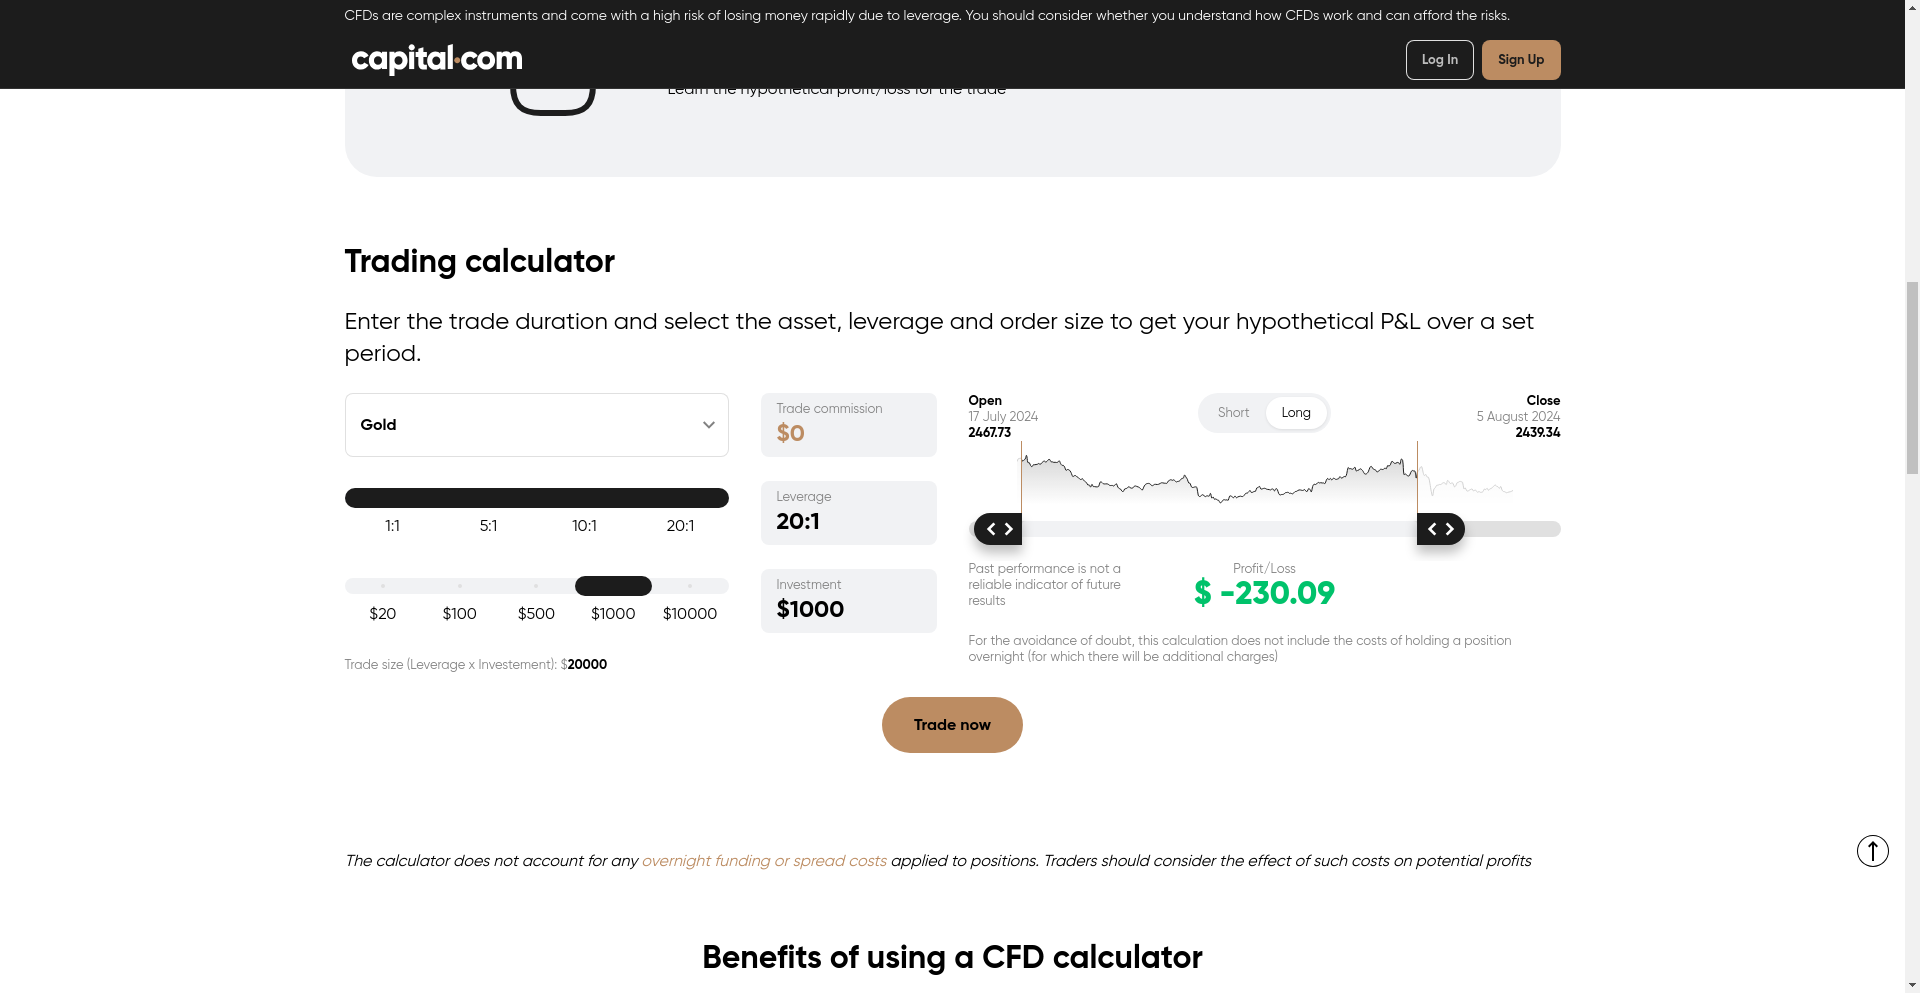 CFDs are complex instruments and come with a high risk of losing money rapidly due to leverage. You should consider whether you understand how CFDs work and can afford the risks.
capital.com
Log In
Sign Up
Learn the hypothetical profit/loss for the trade
Trading calculator
Enter the trade duration and select the asset, leverage and order size to get your hypothetical P&L over a set
period.
Gold
1:1
5:1
10:1
20:1
$20
$100
$500
$1000
$10000
Trade size (Leverage x Investement): $20000
Trade commission
$0
Leverage
20:1
Investment
$1000
Open
17 July 2024
2467.73
Short
Long
Close
5 August 2024
2439.34
Past performance is not a
reliable indicator of future
results
Profit/Loss
$ -230.09
For the avoidance of doubt, this calculation does not include the costs of holding a position
overnight (for which there will be additional charges)
Trade now
The calculator does not account for any overnight funding or spread costs applied to positions. Traders should consider the effect of such costs on potential profits
Benefits of using a CFD calculator